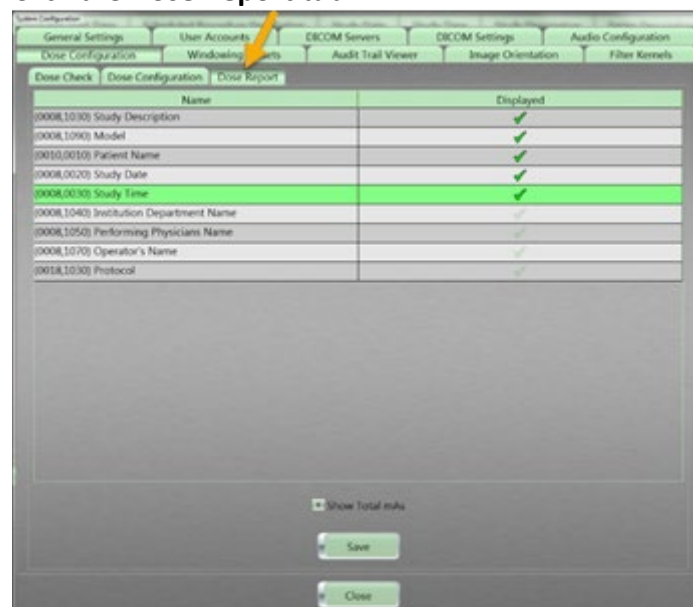 System Configuration
General Settings User Accounts DICOM Servers DICOM Settings Audio Configuration
Dose Configuration Windowing Audit Trail Viewer Image Orientation Filter Kernels
Dose Check Dose Configuration Dose Report
Name Displayed
(0008,1030) Study Description
(0008,1090) Model
(0010,0010) Patient Name
(0008,0020) Study Date
(0008,0030) Study Time
(0008,1040) Institution Department Name
(0008,1050) Performing Physicians Name
(0008,1070) Operator's Name
(0018,1030) Protocol
Show Total mAs
Save
Close